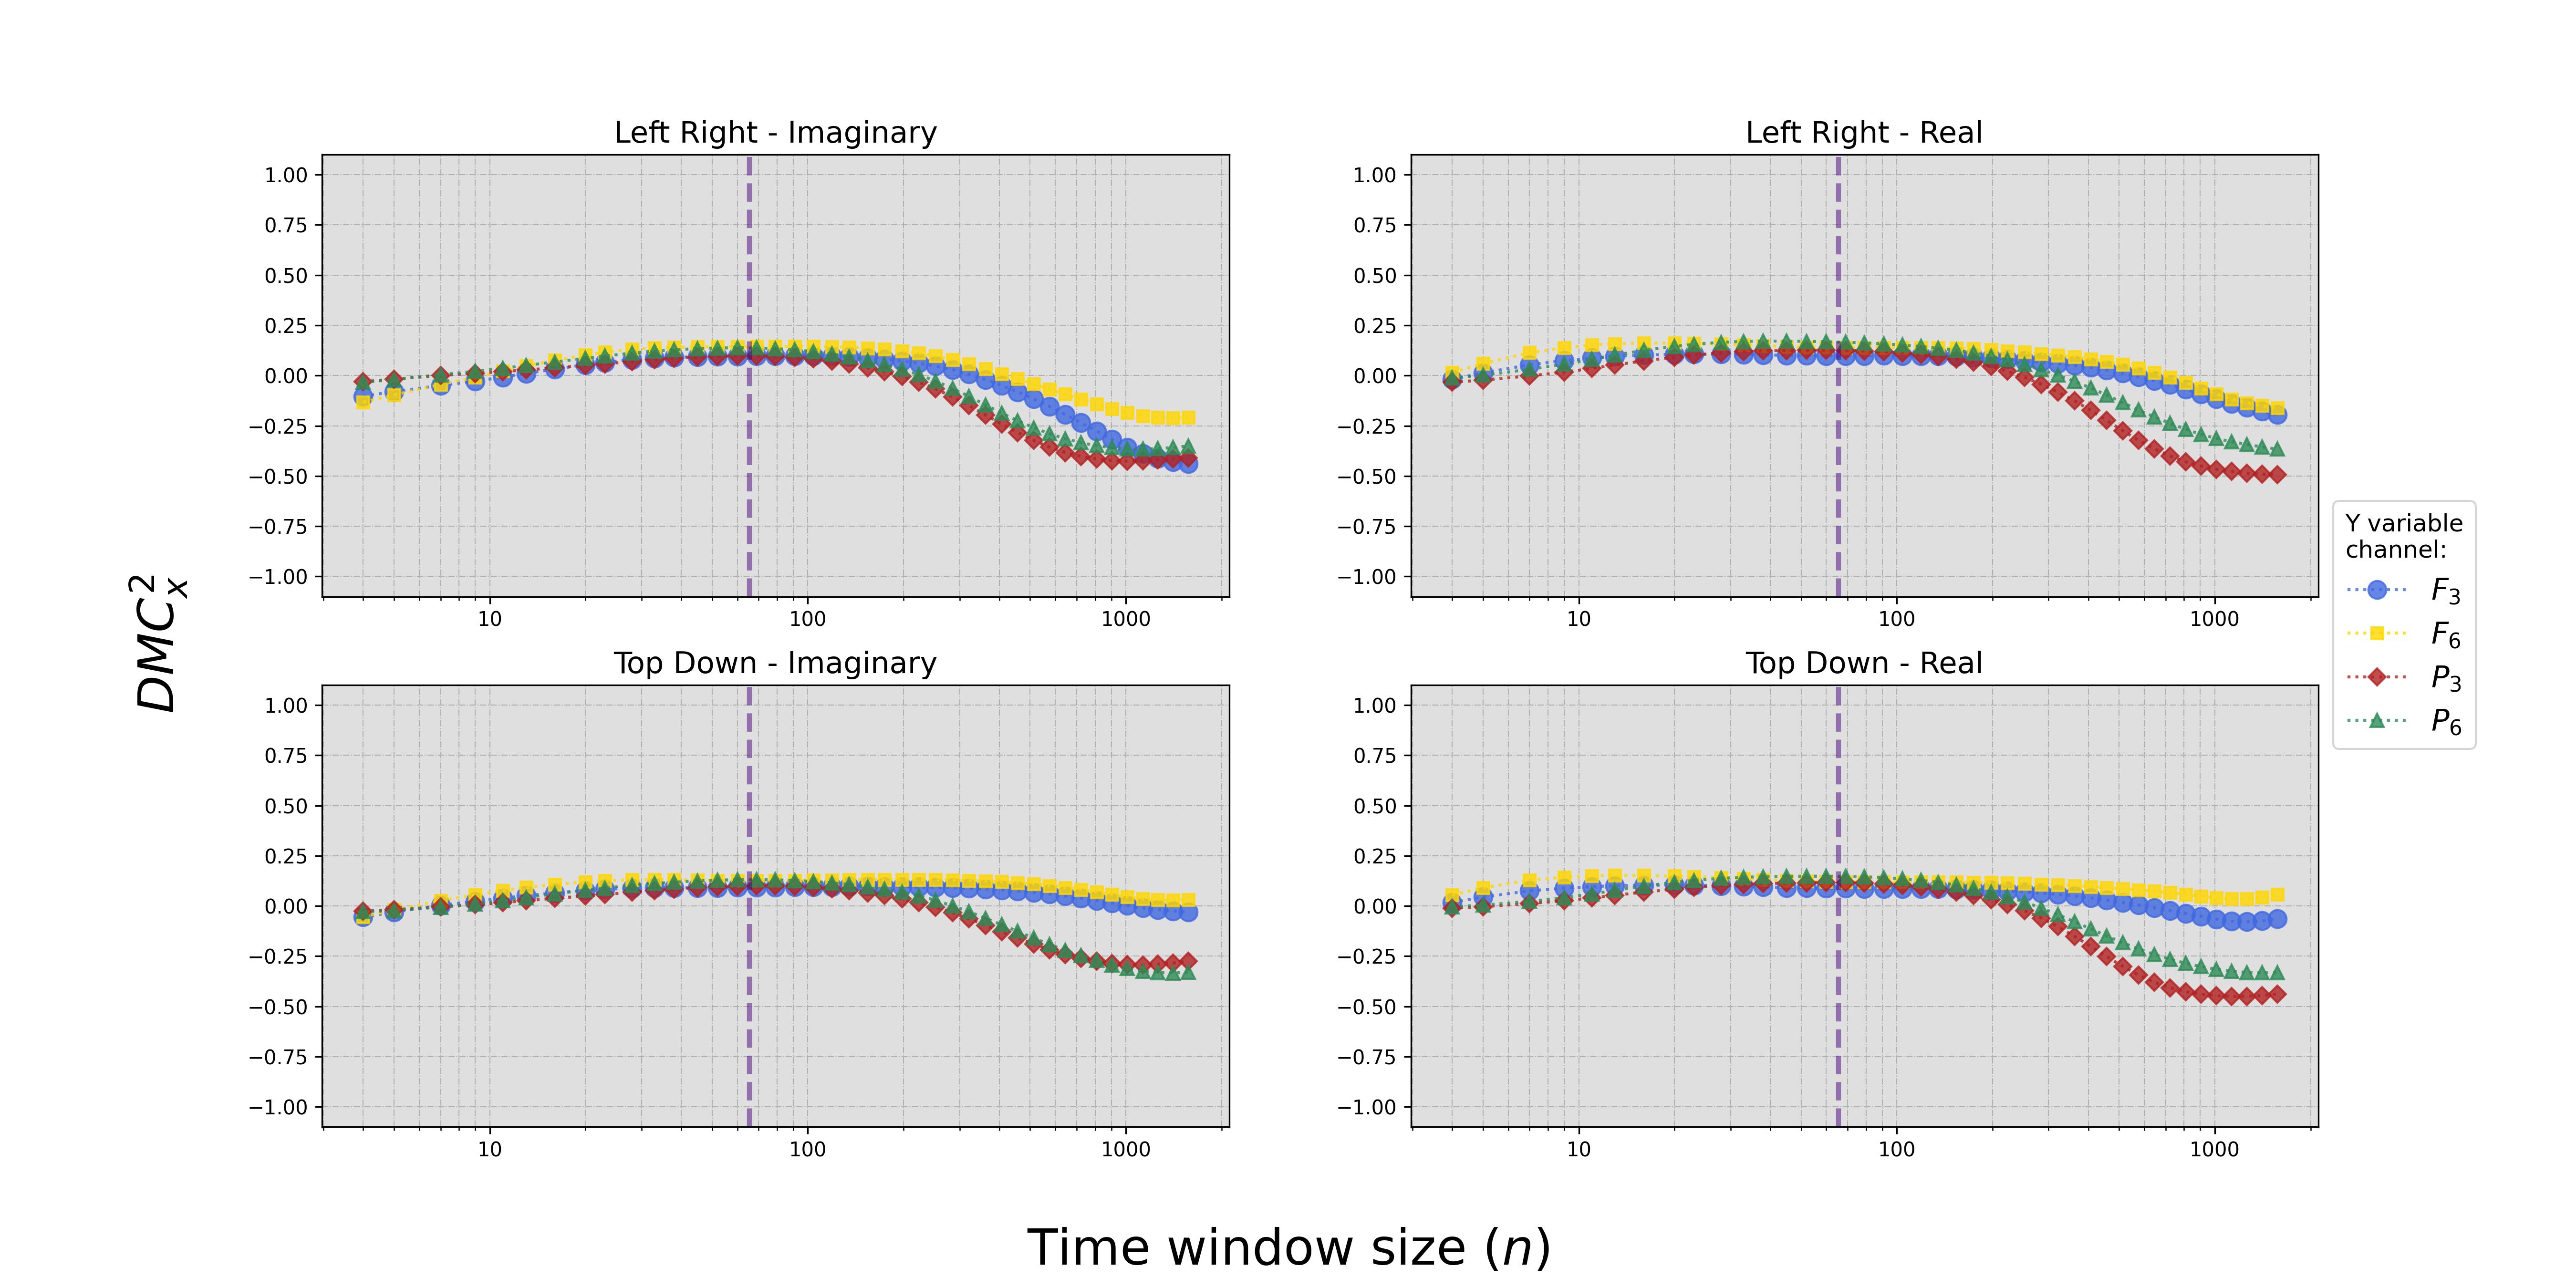 Left Right - Imaginary
1.00
0.75
0.50
0.25
0.00
−0.25
−0.50
−0.75
−1.00
10 100 1000
Left Right - Real
1.00
0.75
0.50
0.25
0.00
−0.25
−0.50
−0.75
−1.00
10 100 1000
Top Down - Imaginary
1.00
0.75
0.50
0.25
0.00
−0.25
−0.50
−0.75
−1.00
10 100 1000
Top Down - Real
1.00
0.75
0.50
0.25
0.00
−0.25
−0.50
−0.75
−1.00
10 100 1000
Y variable
channel:
F₃
F₆
P₃
P₆
DMC²ₓ
Time window size (n)